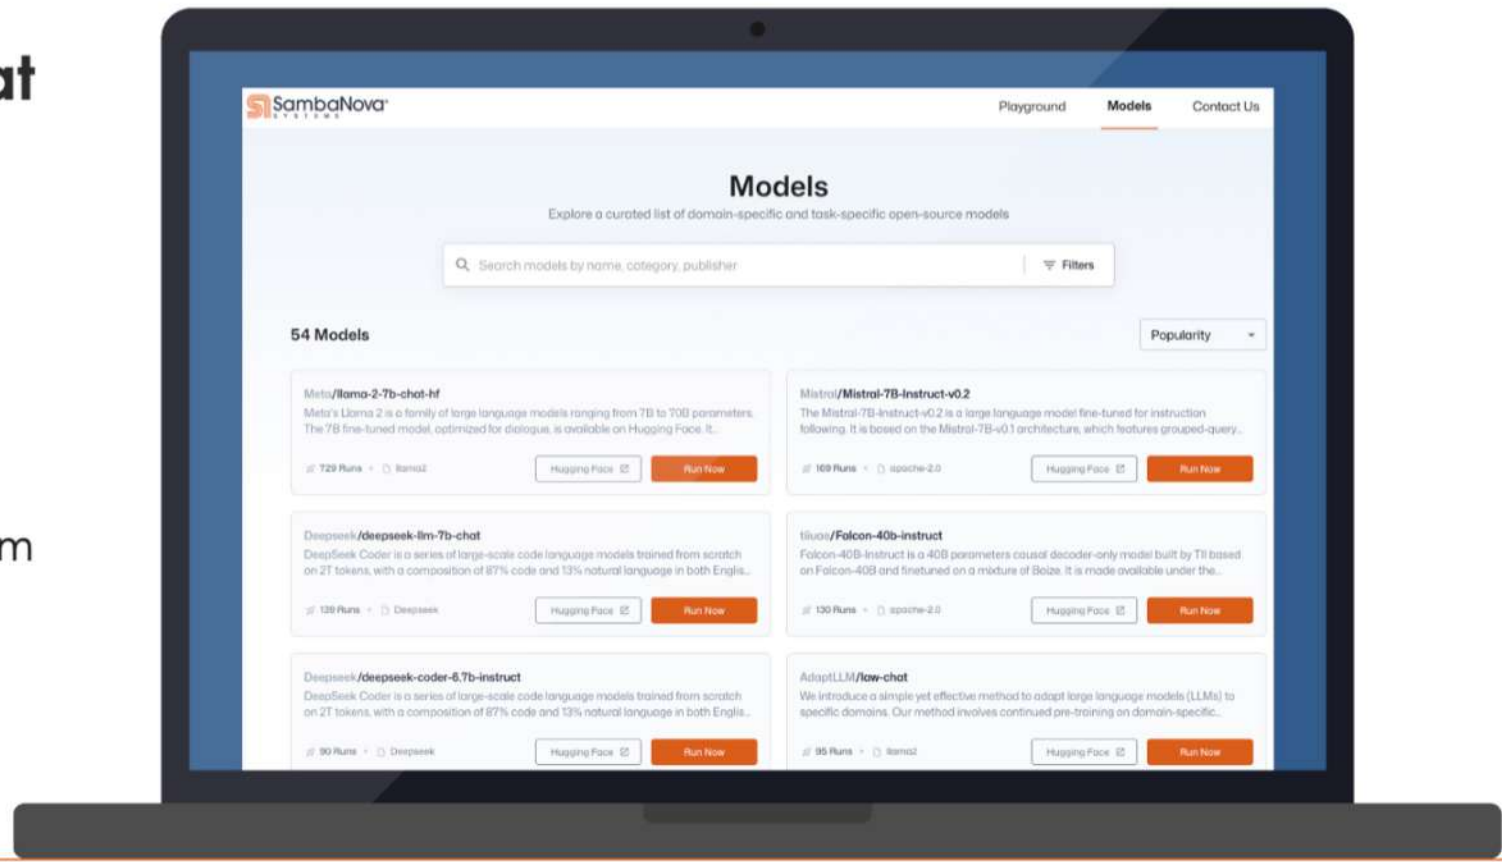 at
m
SambaNova
SYSTEMS
Playground Models Contact Us
Models
Explore a curated list of domain-specific and task-specific open-source models
Search models by name, category, publisher
Filters
54 Models
Popularity
Meta/llama-2-7b-chat-hf
Meta's Llama 2 is a family of large language models ranging from 7B to 70B parameters.
The 7B fine-tuned model, optimized for dialogue, is available on Hugging Face. It...
729 Runs llama2 Hugging Face Run Now
Mistral/Mistral-7B-Instruct-v0.2
The Mistral-7B-Instruct-v0.2 is a large language model fine-tuned for instruction
following. It is based on the Mistral-7B-v0.1 architecture, which features grouped-query...
169 Runs apache-2.0 Hugging Face Run Now
Deepseek/deepseek-llm-7b-chat
DeepSeek Coder is a series of large-scale code language models trained from scratch
on 2T tokens, with a composition of 87% code and 13% natural language in both Englis...
139 Runs Deepseek Hugging Face Run Now
tiiuae/Falcon-40b-instruct
Falcon-40B-Instruct is a 40B parameters causal decoder-only model built by TII based
on Falcon-40B and finetuned on a mixture of Baize. It is made available under the...
130 Runs apache-2.0 Hugging Face Run Now
Deepseek/deepseek-coder-6.7b-instruct
DeepSeek Coder is a series of large-scale code language models trained from scratch
on 2T tokens, with a composition of 87% code and 13% natural language in both Englis...
90 Runs Deepseek Hugging Face Run Now
AdaptLLM/law-chat
We introduce a simple yet effective method to adapt large language models (LLMs) to
specific domains. Our method involves continued pre-training on domain-specific...
95 Runs llama2 Hugging Face Run Now